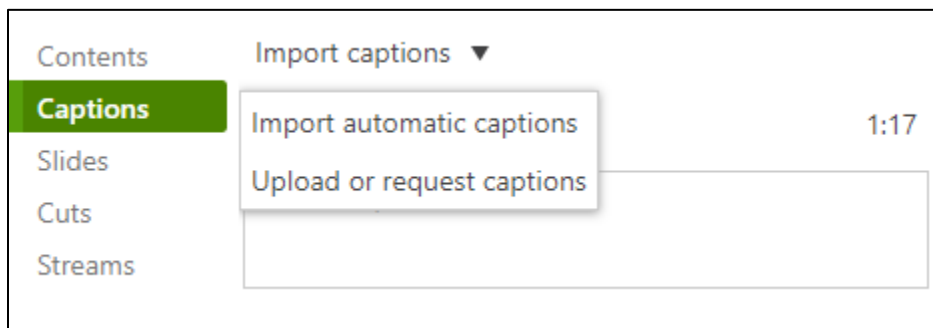 Contents
Captions
Slides
Cuts
Streams
Import captions ▼
Import automatic captions
Upload or request captions
1:17